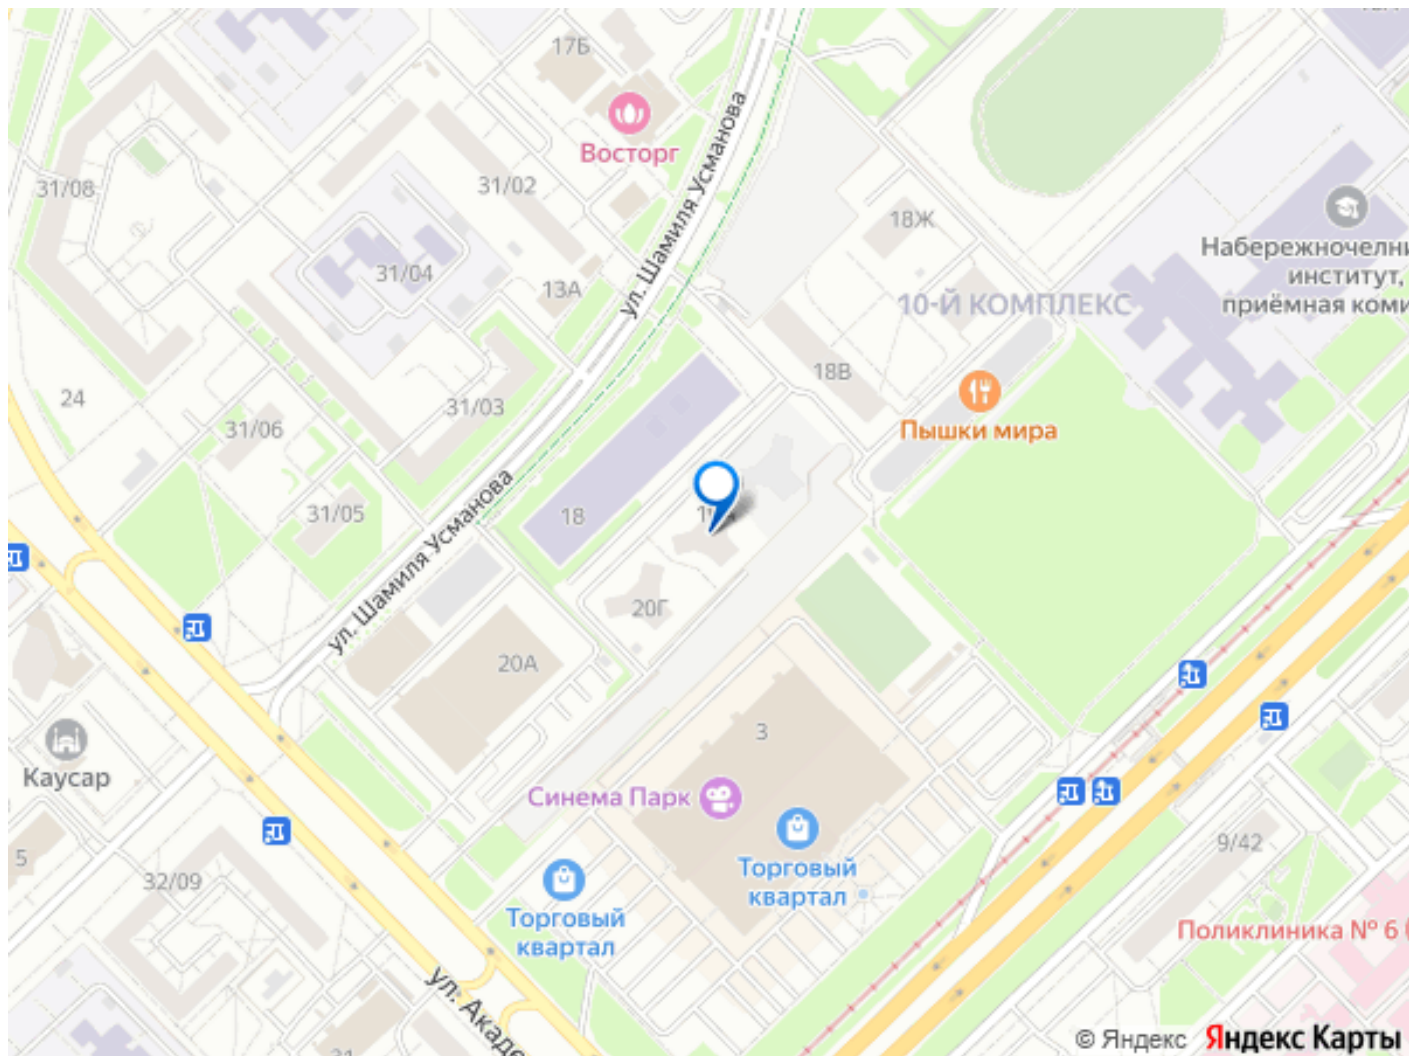 17Б
Восторг
31/08
31/02
ул. Шамиля Усманова
18Ж
Набережночелни
институт,
приёмная коми
31/04
13А
10-Й КОМПЛЕКС
18В
24
31/03
31/06
Пышки мира
31/05
18
ул. Шамиля Усманова
20Г
20А
3
Каусар
Синема Парк
Торговый
квартал
5
32/09
Торговый
квартал
9/42
Поликлиника № 6
ул. Акаде
31
© Яндекс Яндекс Карты